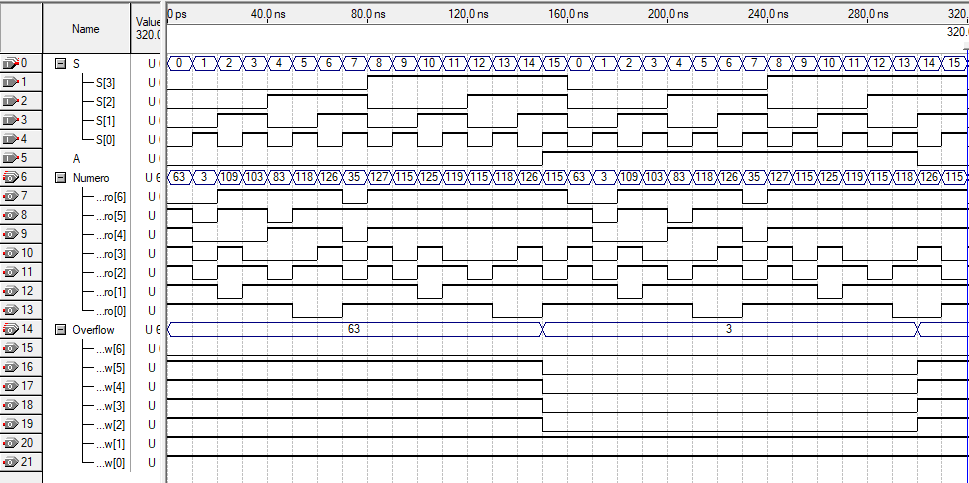 Name Value 320.0 0 ps 40.0 ns 80.0 ns 120.0 ns 160.0 ns 200.0 ns 240.0 ns 280.0 ns 320.
320.0
0 S U 0 1 2 3 4 5 6 7 8 9 10 11 12 13 14 15 0 1 2 3 4 5 6 7 8 9 10 11 12 13 14 15
1 S[3] U
2 S[2] U
3 S[1] U
4 S[0] U
5 A U
6 Numero U 6 63 3 109 103 83 118 126 35 127 115 125 119 115 118 126 115 63 3 109 103 83 118 126 35 127 115 125 119 115 118 126 115
7 ...ro[6] U
8 ...ro[5] U
9 ...ro[4] U
10 ...ro[3] U
11 ...ro[2] U
12 ...ro[1] U
13 ...ro[0] U
14 Overflow U 6 63 3
15 ...w[6] U
16 ...w[5] U
17 ...w[4] U
18 ...w[3] U
19 ...w[2] U
20 ...w[1] U
21 ...w[0] U